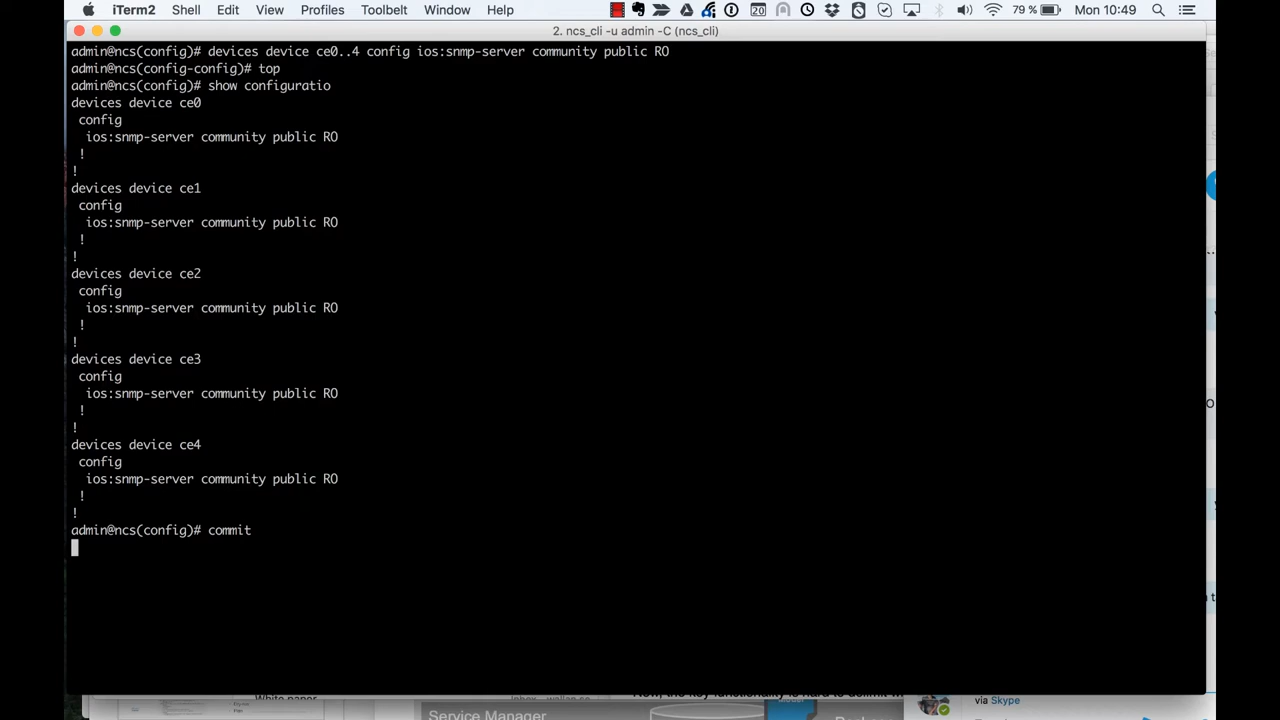 iTerm2 Shell Edit View Profiles Toolbelt Window Help 20 79 % Mon 10:49
2. ncs_cli -u admin -C (ncs_cli)
admin@ncs(config)# devices device ce0..4 config ios:snmp-server community public RO
admin@ncs(config-config)# top
admin@ncs(config)# show configuratio
devices device ce0
config
ios:snmp-server community public RO
!
!
devices device ce1
config
ios:snmp-server community public RO
!
!
devices device ce2
config
ios:snmp-server community public RO
!
!
devices device ce3
config
ios:snmp-server community public RO
!
!
devices device ce4
config
ios:snmp-server community public RO
!
!
admin@ncs(config)# commit
White paper
via Skype
Service Manager